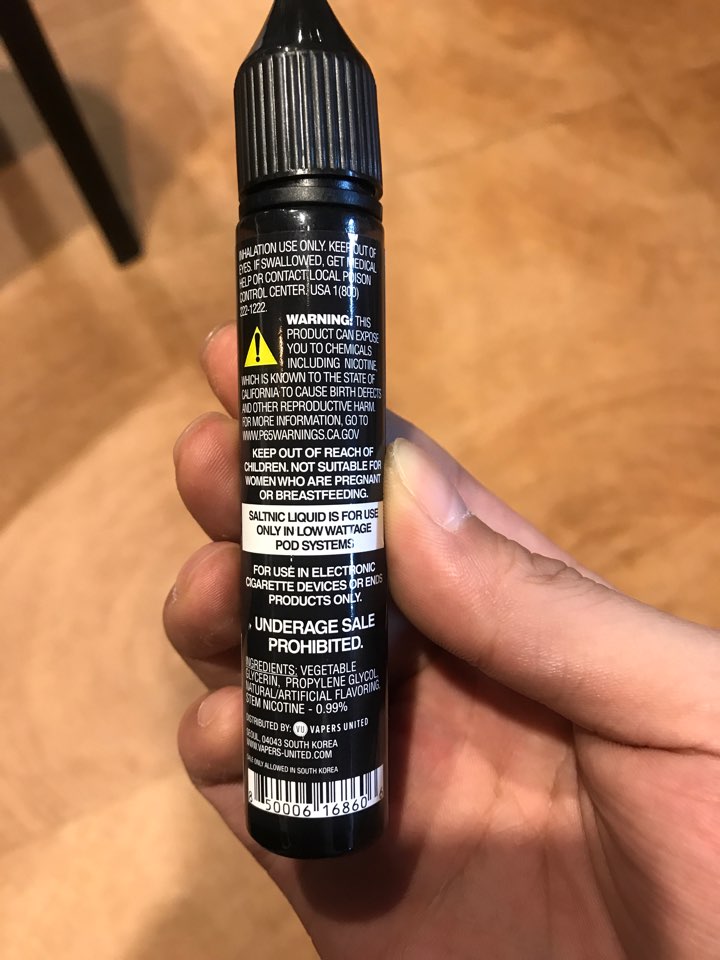 INHALATION USE ONLY. KEEP OUT OF
EYES. IF SWALLOWED, GET MEDICAL
HELP OR CONTACT LOCAL POISON
CONTROL CENTER. USA 1(800)
222-1222.
WARNING: THIS
PRODUCT CAN EXPOSE
YOU TO CHEMICALS
INCLUDING NICOTINE,
WHICH IS KNOWN TO THE STATE OF
CALIFORNIA TO CAUSE BIRTH DEFECTS
AND OTHER REPRODUCTIVE HARM.
FOR MORE INFORMATION, GO TO
WWW.P65WARNINGS.CA.GOV
KEEP OUT OF REACH OF
CHILDREN. NOT SUITABLE FOR
WOMEN WHO ARE PREGNANT
OR BREASTFEEDING.
SALTNIC LIQUID IS FOR USE
ONLY IN LOW WATTAGE
POD SYSTEMS
FOR USE IN ELECTRONIC
CIGARETTE DEVICES OR ENDS
PRODUCTS ONLY.
UNDERAGE SALE
PROHIBITED.
INGREDIENTS: VEGETABLE
GLYCERIN, PROPYLENE GLYCOL,
NATURAL/ARTIFICIAL FLAVORING,
STEM NICOTINE - 0.99%
DISTRIBUTED BY: VU VAPERS UNITED
SEOUL, 04043 SOUTH KOREA
WWW.VAPERS-UNITED.COM
SALE ONLY ALLOWED IN SOUTH KOREA
8 50006 16860 6